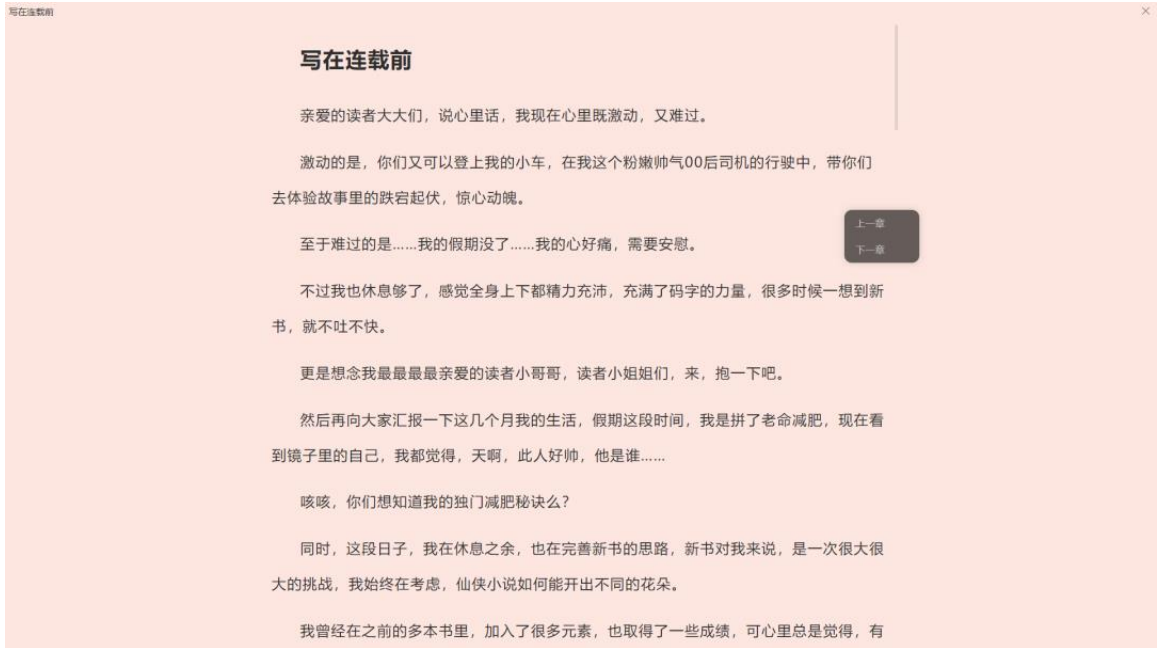 写在连载前
写在连载前
亲爱的读者大大们，说心里话，我现在心里既激动，又难过。
激动的是，你们又可以登上我的小车，在我这个粉嫩帅气00后司机的行驶中，带你们
去体验故事里的跌宕起伏，惊心动魄。
上一章
至于难过的是......我的假期没了......我的心好痛，需要安慰。
下一章
不过我也休息够了，感觉全身上下都精力充沛，充满了码字的力量，很多时候一想到新
书，就不吐不快。
更是想念我最最最最亲爱的读者小哥哥，读者小姐姐们，来，抱一下吧。
然后再向大家汇报一下这几个月我的生活，假期这段时间，我是拼了老命减肥，现在看
到镜子里的自己，我都觉得，天啊，此人好帅，他是谁......
咳咳，你们想知道我的独门减肥秘诀么？
同时，这段日子，我在休息之余，也在完善新书的思路，新书对我来说，是一次很大很
大的挑战，我始终在考虑，仙侠小说如何能开出不同的花朵。
我曾经在之前的多本书里，加入了很多元素，也取得了一些成绩，可心里总是觉得，有